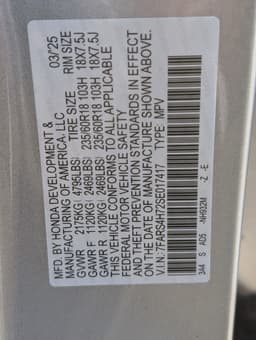 MFD. BY HONDA DEVELOPMENT & 03/25
MANUFACTURING OF AMERICA, LLC TIRE SIZE RIM SIZE
GVWR 2175KG( 4795LBS)
GAWR F 1120KG( 2469LBS) 235/60R18 103H 18X7.5J
GAWR R 1120KG( 2469LBS) 235/60R18 103H 18X7.5J
THIS VEHICLE CONFORMS TO ALL APPLICABLE
FEDERAL MOTOR VEHICLE SAFETY
AND THEFT PREVENTION STANDARDS IN EFFECT
ON THE DATE OF MANUFACTURE SHOWN ABOVE.
VIN: 7FARS4H72SE017417 TYPE: MPV
3A4 S AD5 -NH932M -Z -E